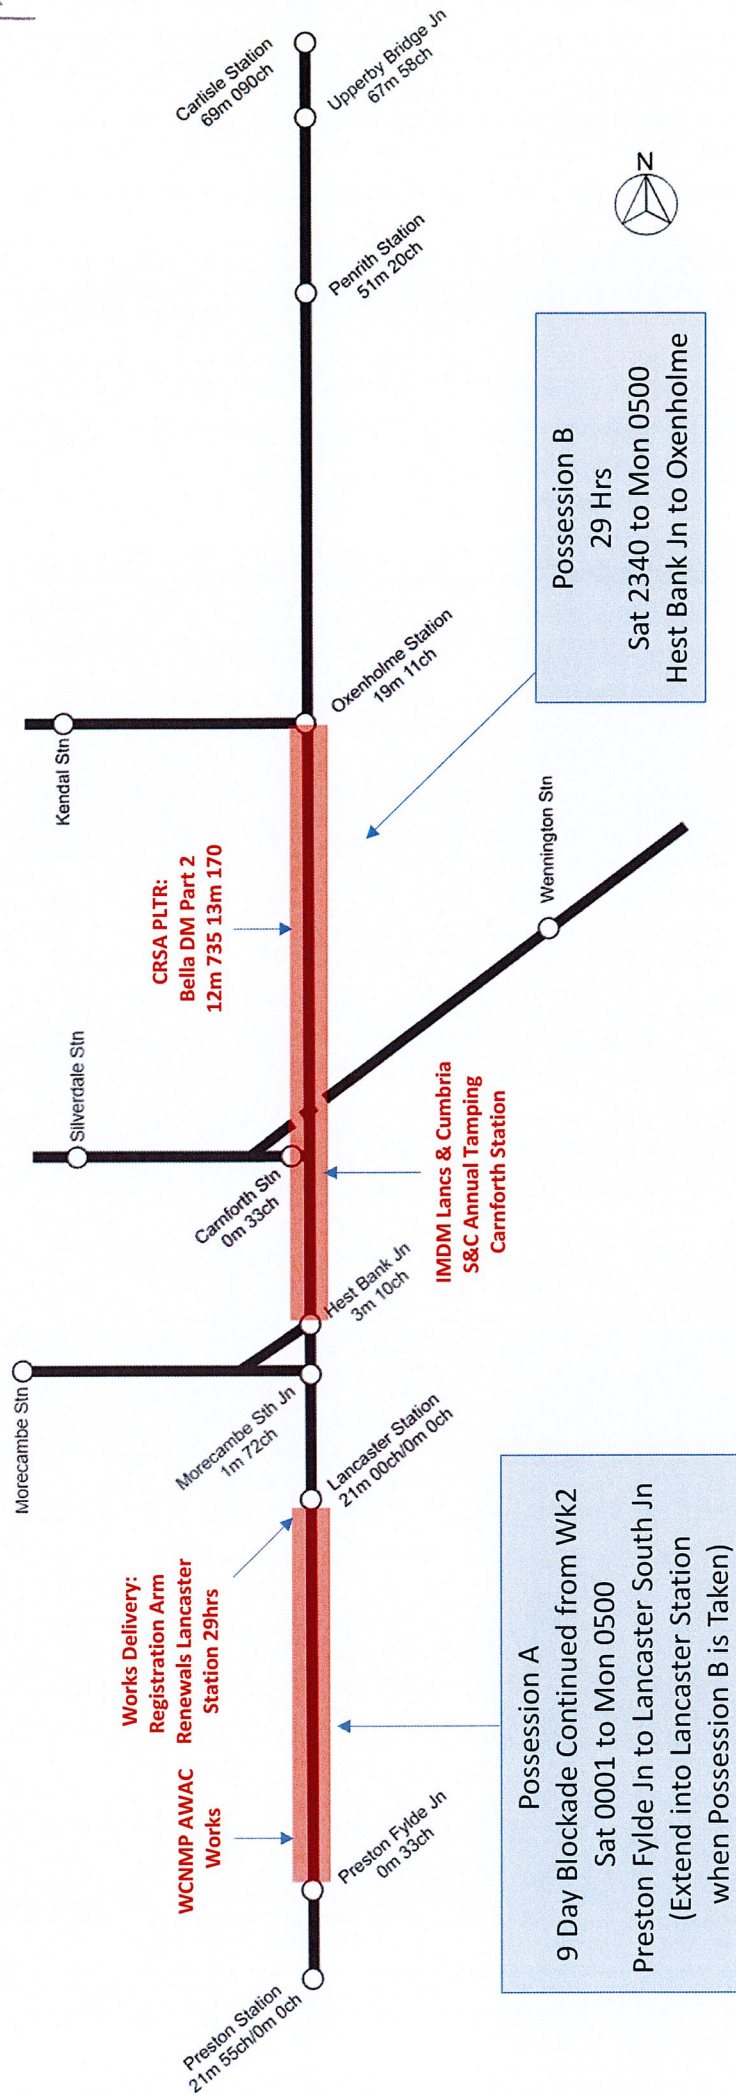 Carlisle Station
69m 090ch
Upperby Bridge Jn
67m 58ch
Penrith Station
51m 20ch
N
Kendal Stn
Oxenholme Station
19m 11ch
Possession B
29 Hrs
Sat 2340 to Mon 0500
Hest Bank Jn to Oxenholme
CRSA PLTR:
Bella DM Part 2
12m 735 13m 170
Wennington Stn
Silverdale Stn
Carnforth Stn
0m 33ch
IMDM Lancs & Cumbria
S&C Annual Tamping
Carnforth Station
Hest Bank Jn
3m 10ch
Morecambe Stn
Morecambe Sth Jn
1m 72ch
Lancaster Station
21m 00ch/0m 0ch
Works Delivery:
Registration Arm
Renewals Lancaster
Station 29hrs
WCNMP AWAC
Works
Preston Fylde Jn
0m 33ch
Preston Station
21m 55ch/0m 0ch
Possession A
9 Day Blockade Continued from Wk2
Sat 0001 to Mon 0500
Preston Fylde Jn to Lancaster South Jn
(Extend into Lancaster Station
when Possession B is Taken)